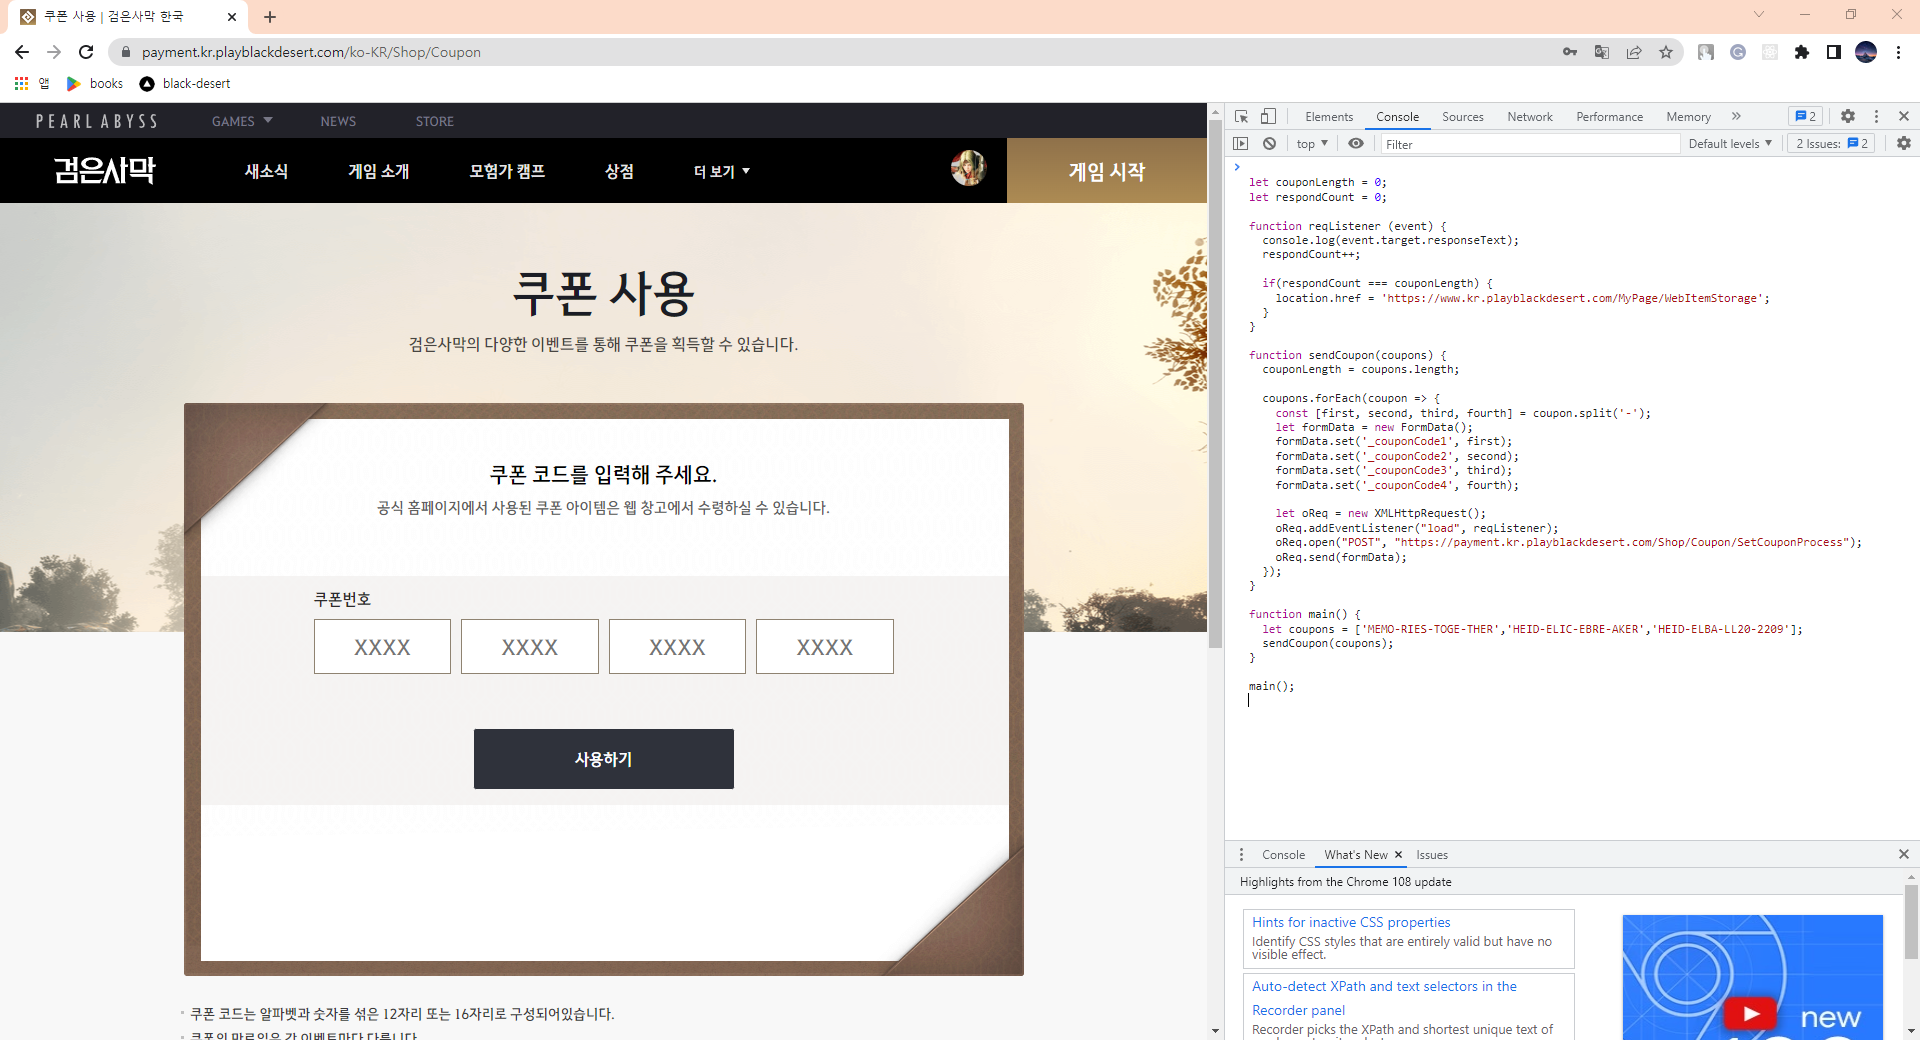 쿠폰 사용 | 검은사막 한국
payment.kr.playblackdesert.com/ko-KR/Shop/Coupon
앱 books black-desert
PEARL ABYSS GAMES NEWS STORE
검은사막 새소식 게임 소개 모험가 캠프 상점 더 보기 게임 시작
쿠폰 사용
검은사막의 다양한 이벤트를 통해 쿠폰을 획득할 수 있습니다.
쿠폰 코드를 입력해 주세요.
공식 홈페이지에서 사용된 쿠폰 아이템은 웹 창고에서 수령하실 수 있습니다.
쿠폰번호
XXXX XXXX XXXX XXXX
사용하기
쿠폰 코드는 알파벳과 숫자를 섞은 12자리 또는 16자리로 구성되어있습니다.
쿠폰의 만료일은 각 이벤트마다 다릅니다.
Elements Console Sources Network Performance Memory 2
top Filter Default levels 2 Issues: 2
let couponLength = 0;
let respondCount = 0;
function reqListener (event) {
console.log(event.target.responseText);
respondCount++;
if(respondCount === couponLength) {
location.href = 'https://www.kr.playblackdesert.com/MyPage/WebItemStorage';
}
}
function sendCoupon(coupons) {
couponLength = coupons.length;
coupons.forEach(coupon => {
const [first, second, third, fourth] = coupon.split('-');
let formData = new FormData();
formData.set('_couponCode1', first);
formData.set('_couponCode2', second);
formData.set('_couponCode3', third);
formData.set('_couponCode4', fourth);
let oReq = new XMLHttpRequest();
oReq.addEventListener("load", reqListener);
oReq.open("POST", "https://payment.kr.playblackdesert.com/Shop/Coupon/SetCouponProcess");
oReq.send(formData);
});
}
function main() {
let coupons = ['MEMO-RIES-TOGE-THER','HEID-ELIC-EBRE-AKER','HEID-ELBA-LL20-2209'];
sendCoupon(coupons);
}
main();
Console What's New Issues
Highlights from the Chrome 108 update
Hints for inactive CSS properties
Identify CSS styles that are entirely valid but have no
visible effect.
Auto-detect XPath and text selectors in the
Recorder panel
Recorder picks the XPath and shortest unique text of
new